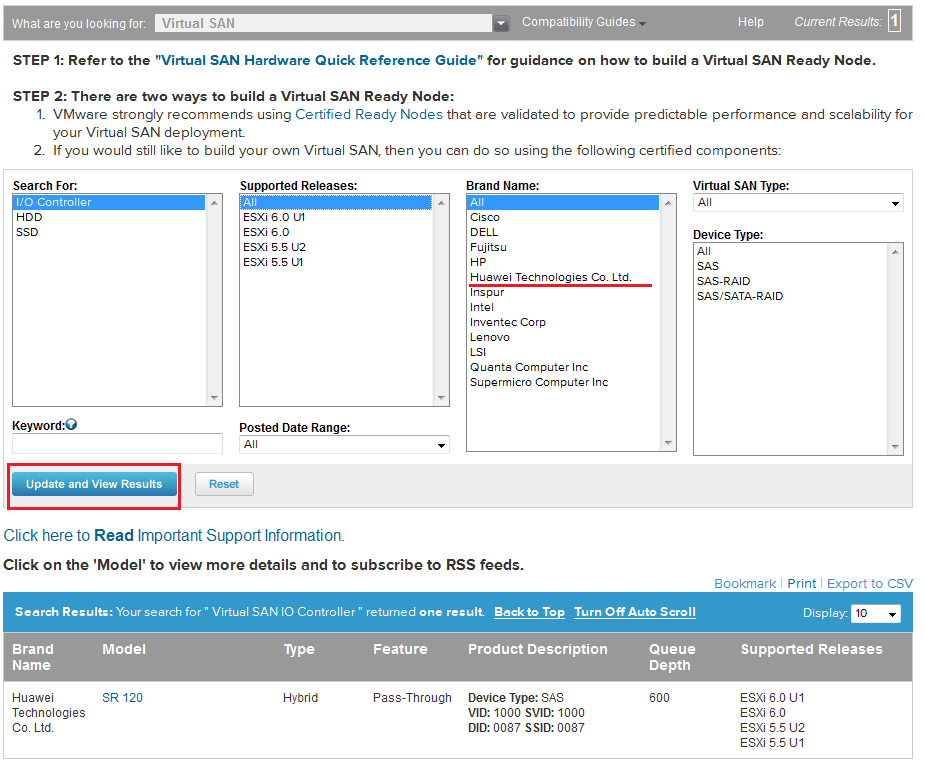 What are you looking for: Virtual SAN Compatibility Guides Help Current Results: 1
STEP 1: Refer to the "Virtual SAN Hardware Quick Reference Guide" for guidance on how to build a Virtual SAN Ready Node.
STEP 2: There are two ways to build a Virtual SAN Ready Node:
1. VMware strongly recommends using Certified Ready Nodes that are validated to provide predictable performance and scalability for
your Virtual SAN deployment.
2. If you would still like to build your own Virtual SAN, then you can do so using the following certified components:
Search For:
I/O Controller
HDD
SSD
Keyword:
Supported Releases:
All
ESXi 6.0 U1
ESXi 6.0
ESXi 5.5 U2
ESXi 5.5 U1
Posted Date Range:
All
Brand Name:
All
Cisco
DELL
Fujitsu
HP
Huawei Technologies Co. Ltd.
Inspur
Intel
Inventec Corp
Lenovo
LSI
Quanta Computer Inc
Supermicro Computer Inc
Virtual SAN Type:
All
Device Type:
All
SAS
SAS-RAID
SAS/SATA-RAID
Update and View Results Reset
Click here to Read Important Support Information.
Click on the 'Model' to view more details and to subscribe to RSS feeds.
Bookmark | Print | Export to CSV
Search Results: Your search for " Virtual SAN IO Controller " returned one result. Back to Top Turn Off Auto Scroll Display: 10
Brand
Name
Model
Type
Feature
Product Description
Queue
Depth
Supported Releases
Huawei
Technologies
Co. Ltd.
SR 120
Hybrid
Pass-Through
Device Type: SAS
VID: 1000 SVID: 1000
DID: 0087 SSID: 0087
600
ESXi 6.0 U1
ESXi 6.0
ESXi 5.5 U2
ESXi 5.5 U1